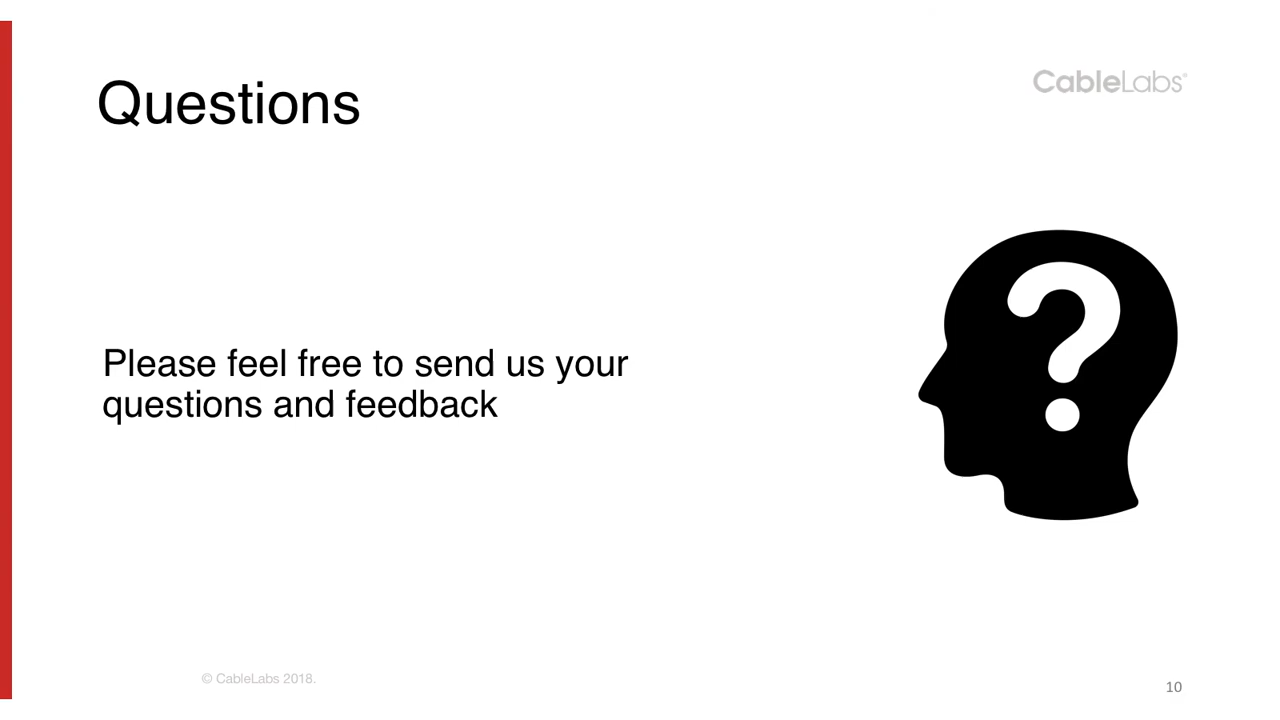 Questions
CableLabs®
Please feel free to send us your
questions and feedback
?
© CableLabs 2018.
10